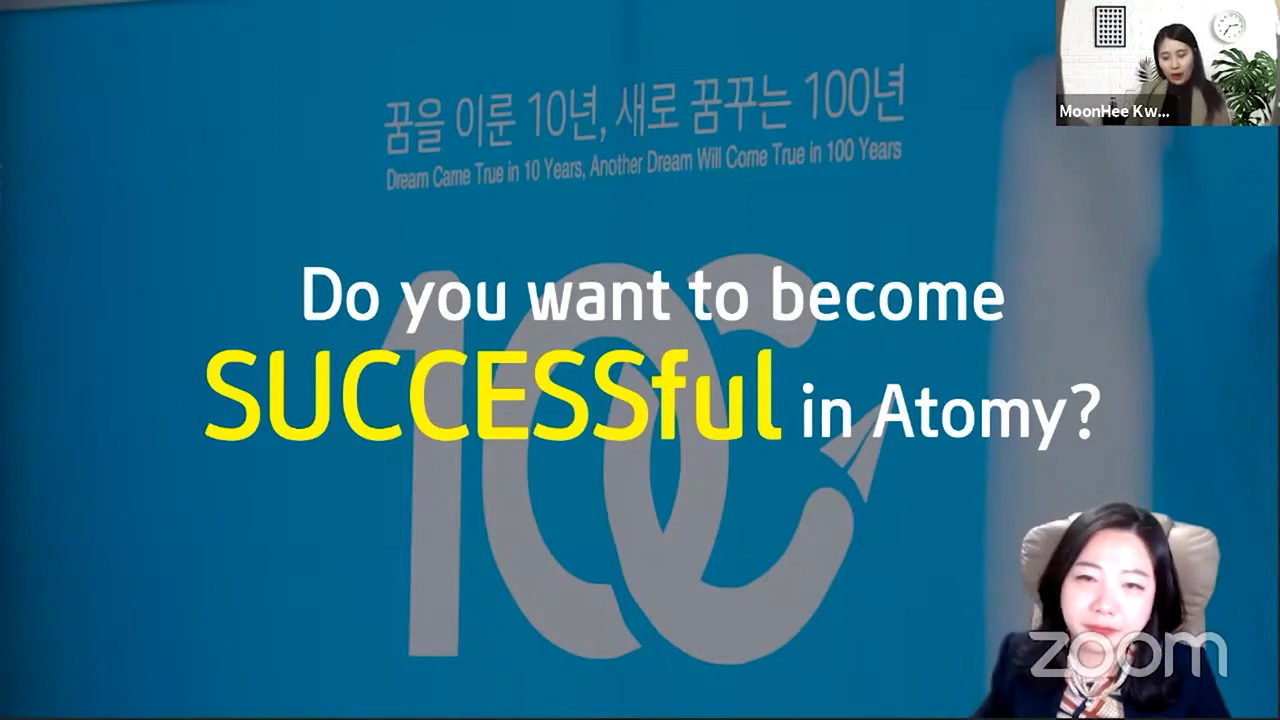 꿈을 이룬 10년, 새로 꿈꾸는 100년
Dream Came True in 10 Years, Another Dream Will Come True in 100 Years
MoonHee Kw...
100
Do you want to become
SUCCESSful in Atomy?
zoom